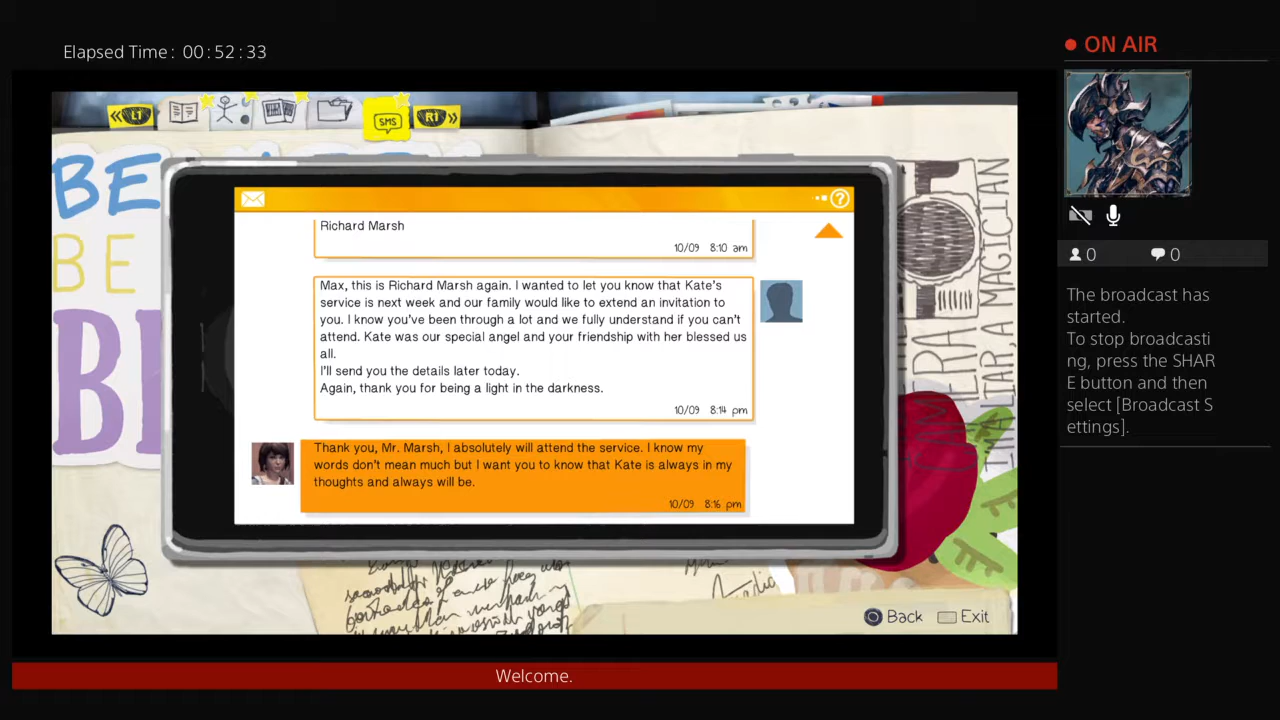 Elapsed Time: 00:52:33
ON AIR
LT
SMS
R1
BE
BE
Richard Marsh
10/09 8:10 am
Max, this is Richard Marsh again. I wanted to let you know that Kate's
service is next week and our family would like to extend an invitation to
you. I know you've been through a lot and we fully understand if you can't
attend. Kate was our special angel and your friendship with her blessed us
all.
I'll send you the details later today.
Again, thank you for being a light in the darkness.
10/09 8:14 pm
Thank you, Mr. Marsh, I absolutely will attend the service. I know my
words don't mean much but I want you to know that Kate is always in my
thoughts and always will be.
10/09 8:16 pm
LIAR, A MAGICIAN
Back
Exit
0
0
The broadcast has
started.
To stop broadcasti
ng, press the SHAR
E button and then
select [Broadcast S
ettings].
Welcome.